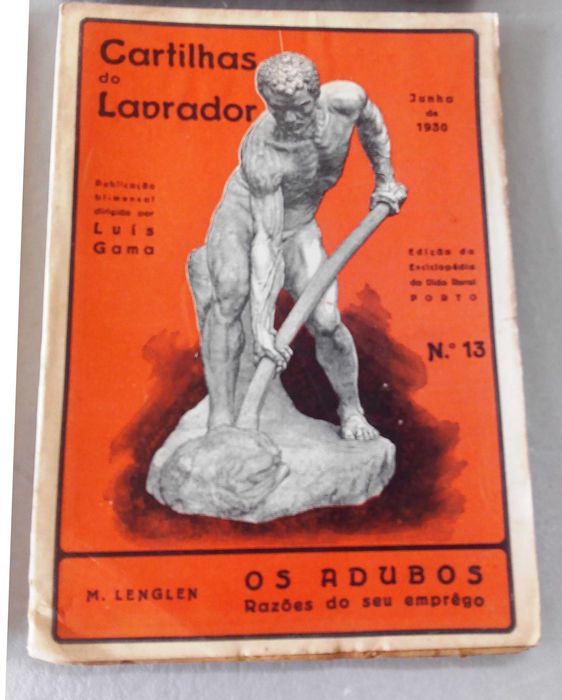 Cartilhas
do
Lavrador
Junho
de
1930
Publicação
bimensal
dirigida por
Luís
Gama
Edição da
Enciclopédia
da Vida Rural
PORTO
N.º 13
M. LENGLEN
OS ADUBOS
Razões do seu emprêgo